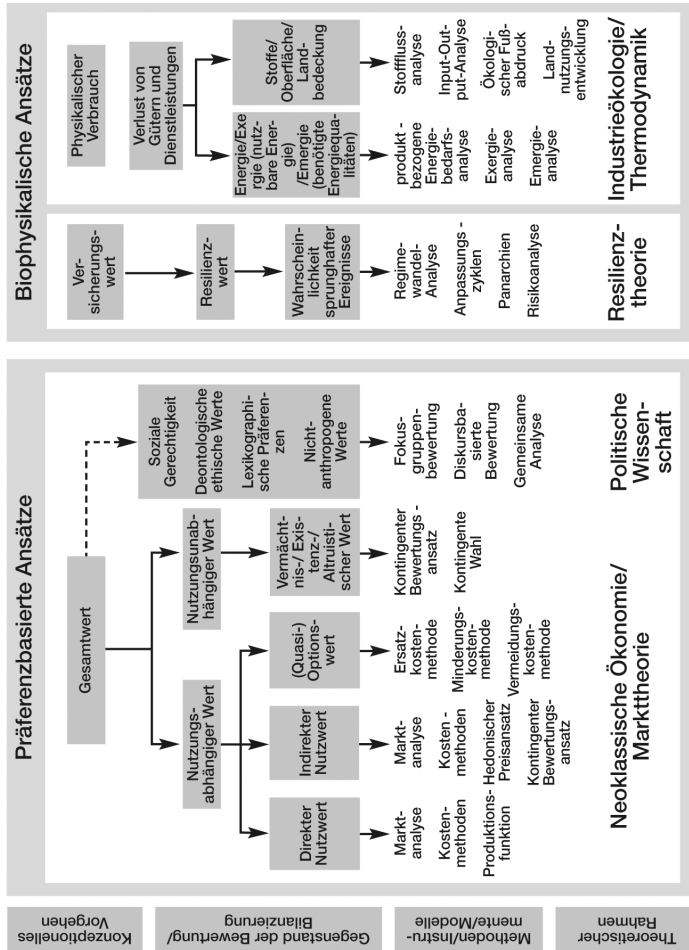 Konzeptionelles
Vorgehen
Gegenstand der Bewertung/
Bilanzierung
Methoden/Instru-
mente/Modelle
Theoretischer
Rahmen
Präferenzbasierte Ansätze
Gesamtwert
Nutzungs-
abhängiger Wert
Nutzungsunab-
hängiger Wert
Direkter
Nutzwert
Indirekter
Nutzwert
(Quasi-)
Options-
wert
Vermächt-
nis-/ Exis-
tenz-/
Altruisti-
scher Wert
Soziale
Gerechtigkeit
Deontologische
ethische Werte
Lexikographi-
sche Präferen-
zen
Nicht-
anthropogene
Werte
Markt-
analyse
Kosten-
methoden
Produktions-
funktion
Markt-
analyse
Kosten -
methoden
Hedonischer
Preisansatz
Kontingenter
Bewertungs-
ansatz
Ersatz-
kosten-
methode
Minderungs-
kosten-
methode
Vermeidungs-
kosten-
methode
Kontingenter
Bewertungs -
ansatz
Kontingente
Wahl
Fokus-
gruppen-
bewertung
Diskursba-
sierte
Bewertung
Gemeinsame
Analyse
Neoklassische Ökonomie/
Markttheorie
Politische
Wissen-
schaft
Biophysikalische Ansätze
Ver-
sicherungs-
wert
Resilienz-
wert
Wahrschein-
lichkeit
sprunghafter
Ereignisse
Regime-
wandel-
Analyse
Anpassungs -
zyklen
Panarchien
Risikoanalyse
Resilienz-
theorie
Physikalischer
Verbrauch
Verlust von
Gütern und
Dienstleistungen
Energie/Exe
rgie (nutz-
bare Ener-
gie)
/Emergie
(benötigte
Energiequa-
litäten)
Stoffe/
Oberfläche/
Land-
bedeckung
produkt-
bezogene
Energie-
bedarfs-
analyse
Exergie-
analyse
Emergie-
analyse
Stofffluss-
analyse
Input-Out-
put-Analyse
Ökologi-
scher Fuß-
abdruck
Land-
nutzungs-
entwicklung
Industrieökologie/
Thermodynamik